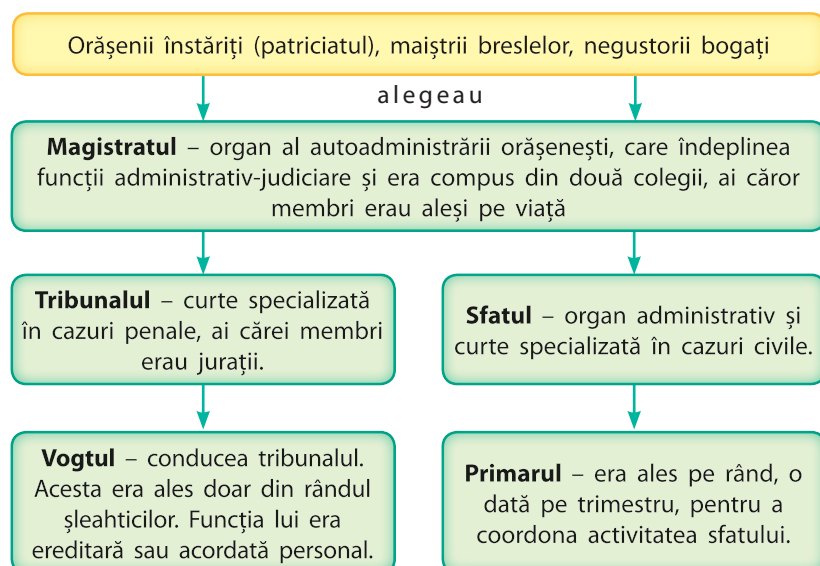 Orășenii înstăriți (patriciatul), maiștrii breslelor, negustorii bogați
alegeau
Magistratul – organ al autoadministrării orășenești, care îndeplinea
funcții administrativ-judiciare și era compus din două colegii, ai căror
membri erau aleși pe viață
Tribunalul – curte specializată
în cazuri penale, ai cărei membri
erau jurații.
Sfatul – organ administrativ și
curte specializată în cazuri civile.
Vogtul – conducea tribunalul.
Acesta era ales doar din rândul
șleahticilor. Funcția lui era
ereditară sau acordată personal.
Primarul – era ales pe rând, o
dată pe trimestru, pentru a
coordona activitatea sfatului.